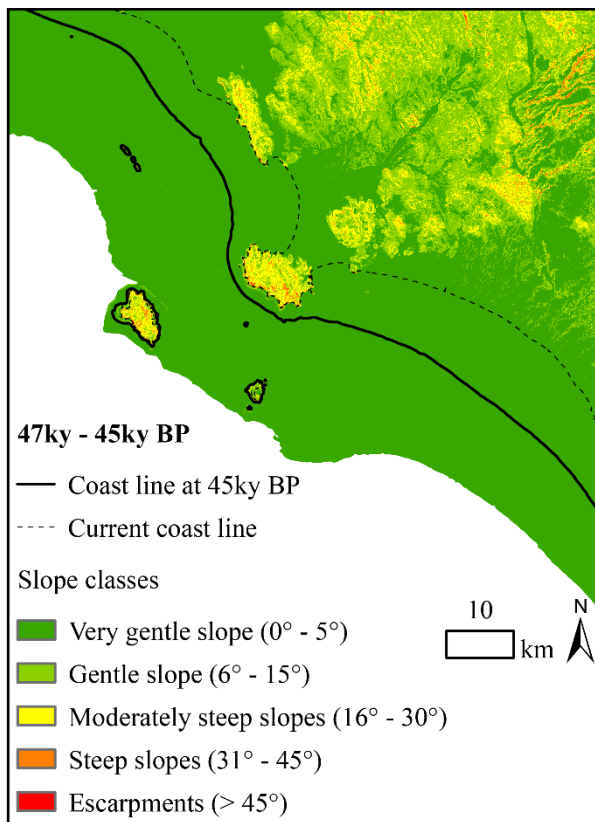 47ky - 45ky BP
Coast line at 45ky BP
Current coast line
Slope classes
Very gentle slope (0° - 5°)
Gentle slope (6° - 15°)
Moderately steep slopes (16° - 30°)
Steep slopes (31° - 45°)
Escarpments (> 45°)
10
km
N